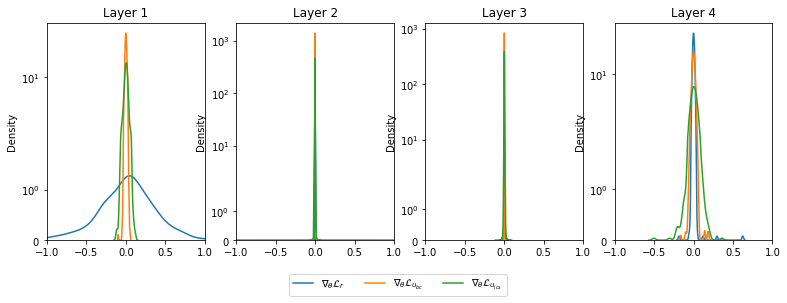 Layer 1 Layer 2 Layer 3 Layer 4
Density Density Density Density
10¹ 10⁰ 0
10³ 10² 10¹ 10⁰ 0
10³ 10² 10¹ 10⁰ 0
10¹ 10⁰ 0
−1.0 −0.5 0.0 0.5 1.0 −1.0 −0.5 0.0 0.5 1.0 −1.0 −0.5 0.0 0.5 1.0 −1.0 −0.5 0.0 0.5 1.0
∇θℒr ∇θℒu_bc ∇θℒu_ics